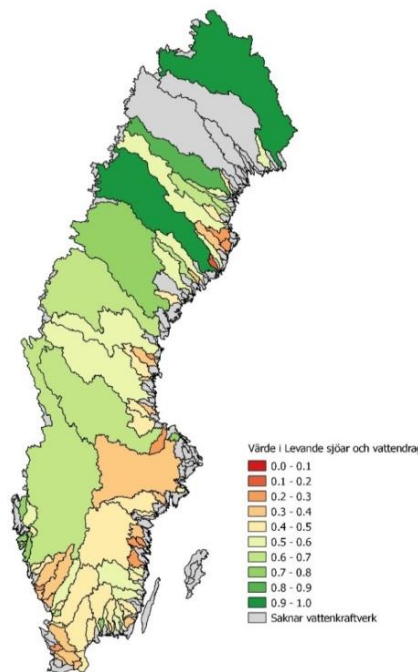 Värde i Levande sjöar och vattendrag
0.0 - 0.1
0.1 - 0.2
0.2 - 0.3
0.3 - 0.4
0.4 - 0.5
0.5 - 0.6
0.6 - 0.7
0.7 - 0.8
0.8 - 0.9
0.9 - 1.0
Saknar vattenkraftverk